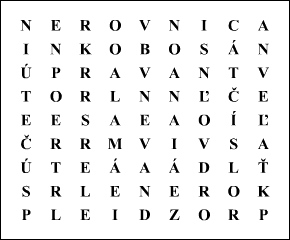 N E R O V N I C A
I N K O B O S Á N
Ú P R A V A N T V
T O R L N N Ľ Č E
E E S A E A O Í Ľ
Č R R M V I V S A
Ú T E Á A Á D L Ť
S R L E N E R O K
P L E I D Z O R P